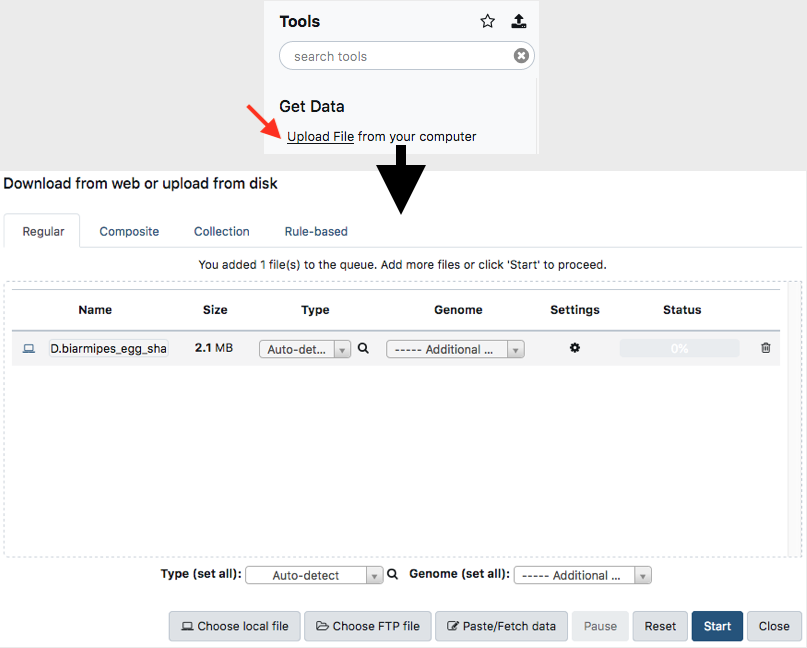 Tools
search tools
Get Data
Upload File from your computer
Download from web or upload from disk
Regular Composite Collection Rule-based
You added 1 file(s) to the queue. Add more files or click 'Start' to proceed.
Name Size Type Genome Settings Status
D.biarmipes_egg_sha 2.1 MB Auto-det... ----- Additional ... 0%
Type (set all): Auto-detect Genome (set all): ----- Additional ...
Choose local file Choose FTP file Paste/Fetch data Pause Reset Start Close